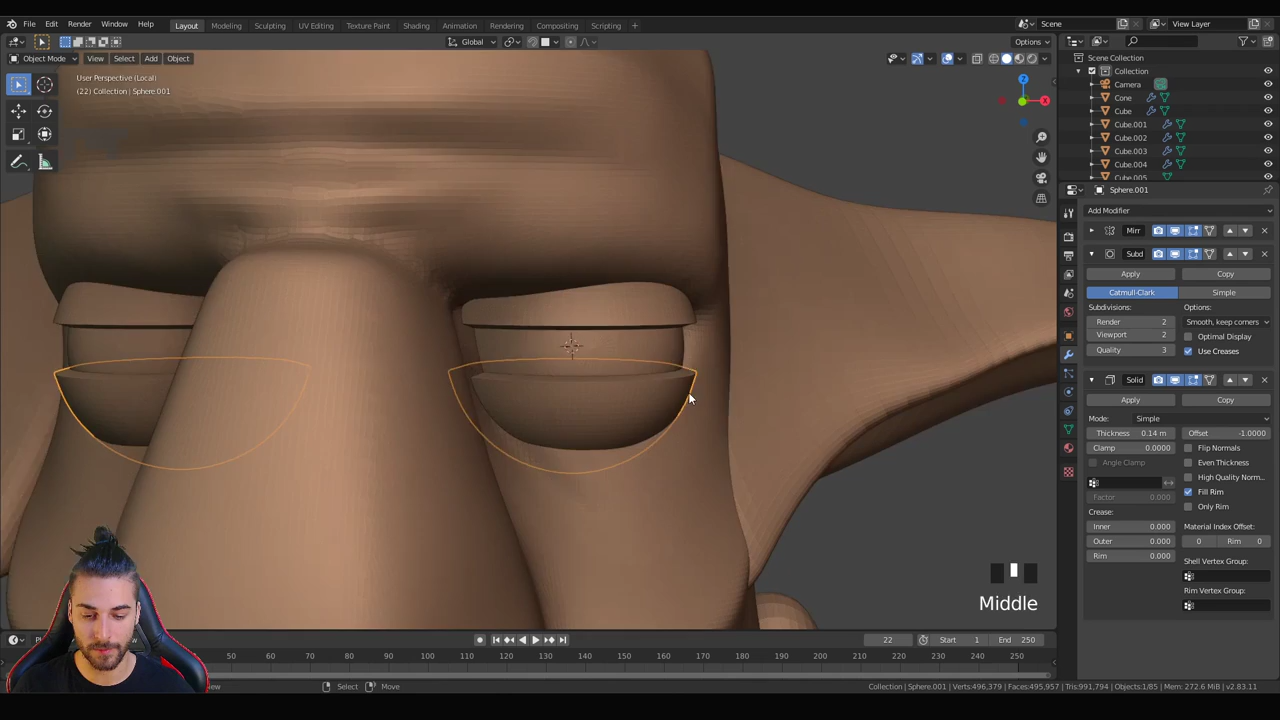 File Edit Render Window Help Layout Modeling Sculpting UV Editing Texture Paint Shading Animation Rendering Compositing Scripting + Scene View Layer
Global Options
Object Mode View Select Add Object
User Perspective (Local)
(22) Collection | Sphere.001
Z
X
Scene Collection
Collection
Camera
Cone
Cube
Cube.001
Cube.002
Cube.003
Cube.004
Cube.005
Sphere.001
Add Modifier
Mirr
Subd
Apply Copy
Catmull-Clark Simple
Subdivisions: Options:
Render 2 Smooth, keep corners
Viewport 2 Optimal Display
Quality 3 Use Creases
Solid
Apply Copy
Mode: Simple
Thickness 0.14 m Offset -1.0000
Clamp 0.0000 Flip Normals
Angle Clamp Even Thickness
High Quality Norm...
Factor 0.000 Fill Rim
Crease: Only Rim
Inner 0.000 Material Index Offset:
Outer 0.000 0 Rim 0
Rim 0.000
Shell Vertex Group:
Rim Vertex Group:
Middle
22 Start 1 End 250
50 60 70 80 90 100 110 120 130 140 150 160 170 180 190 200 210 220 230 240 250
Select Move Collection | Sphere.001 | Verts:496,379 | Faces:495,957 | Tris:991,794 | Objects:1/85 | Mem: 272.6 MiB | v2.83.11